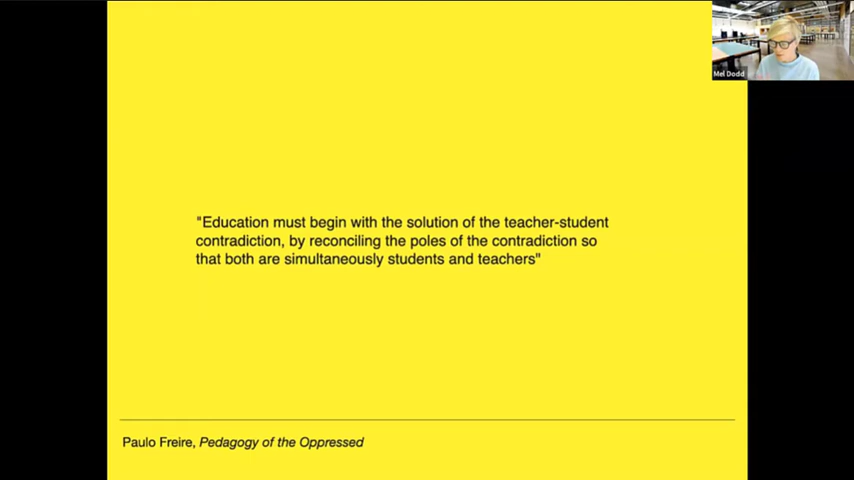 Mel Dodd
"Education must begin with the solution of the teacher-student
contradiction, by reconciling the poles of the contradiction so
that both are simultaneously students and teachers"
Paulo Freire, Pedagogy of the Oppressed